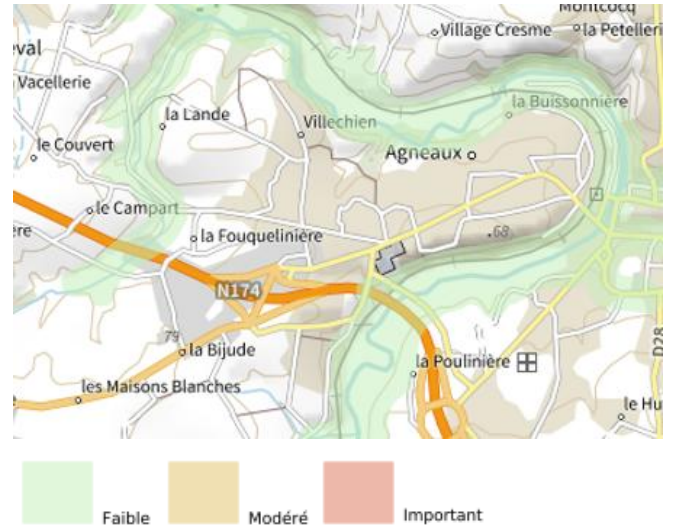 Montcocq
Village Cresme
la Petelleri
eval
Vacellerie
la Buissonnière
la Lande
Villechien
le Couvert
Agneaux
le Campart
ère
la Fouquelinière
68
N174
79
la Bijude
la Poulinière
D28
les Maisons Blanches
le Hu
Faible Modéré Important